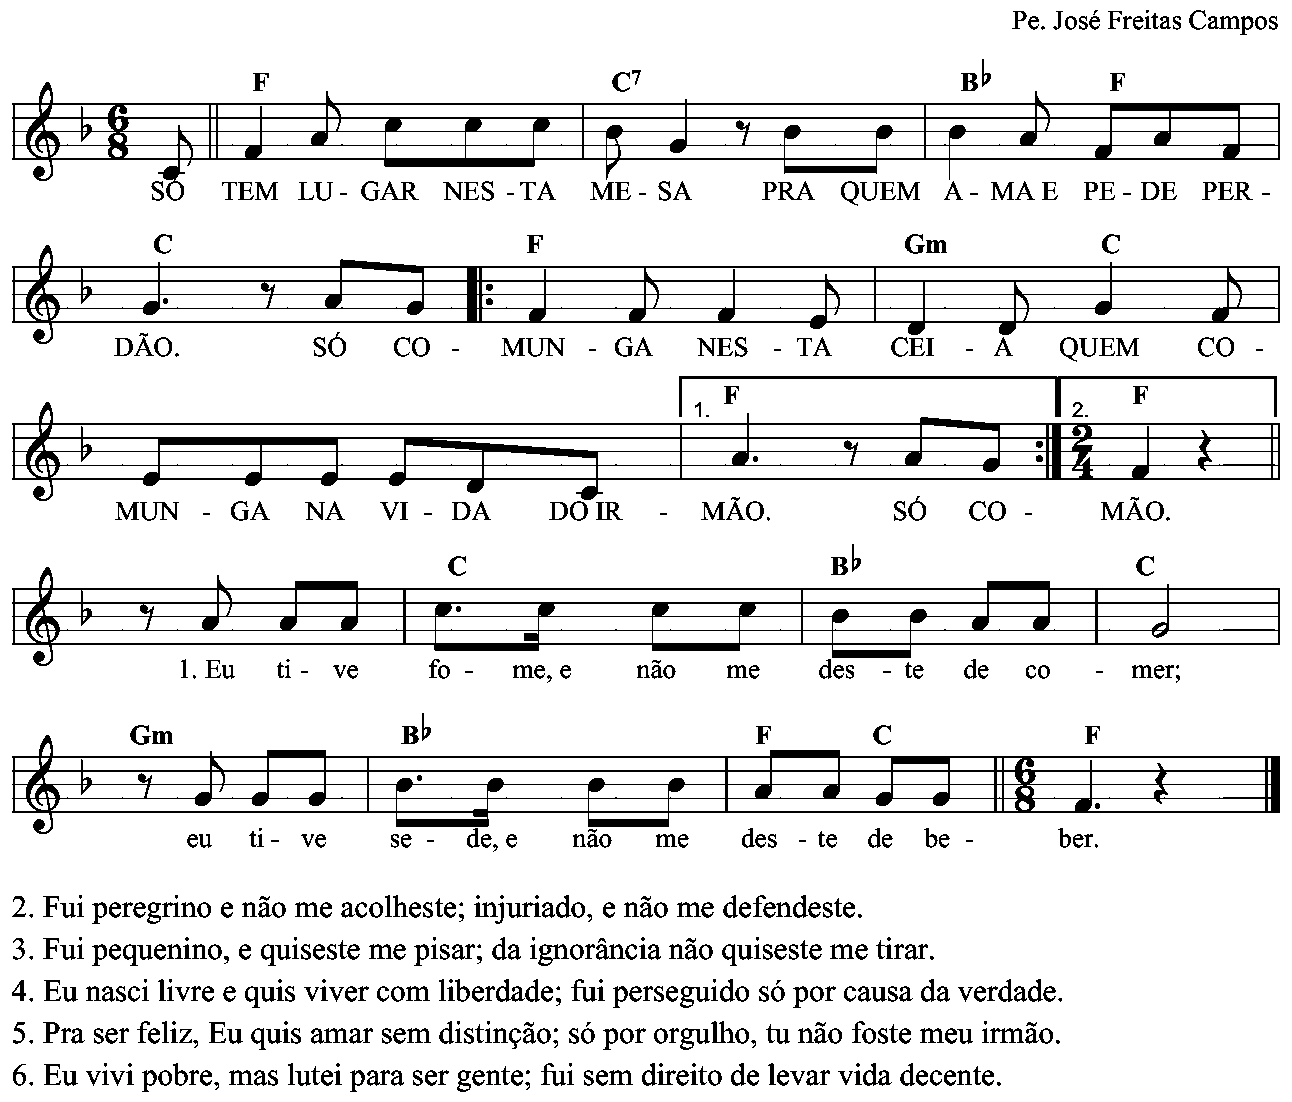 Pe. José Freitas Campos
F C7 B♭ F
6/8
SÓ TEM LU - GAR NES - TA ME - SA PRA QUEM A - MA E PE - DE PER -
C F Gm C
DÃO. SÓ CO - MUN - GA NES - TA CEI - A QUEM CO -
1. F 2. F
2/4
MUN - GA NA VI - DA DO IR - MÃO. SÓ CO - MÃO.
C B♭ C
1. Eu ti - ve fo - me, e não me des - te de co - mer;
Gm B♭ F C F
6/8
eu ti - ve se - de, e não me des - te de be - ber.
2. Fui peregrino e não me acolheste; injuriado, e não me defendeste.
3. Fui pequenino, e quiseste me pisar; da ignorância não quiseste me tirar.
4. Eu nasci livre e quis viver com liberdade; fui perseguido só por causa da verdade.
5. Pra ser feliz, Eu quis amar sem distinção; só por orgulho, tu não foste meu irmão.
6. Eu vivi pobre, mas lutei para ser gente; fui sem direito de levar vida decente.